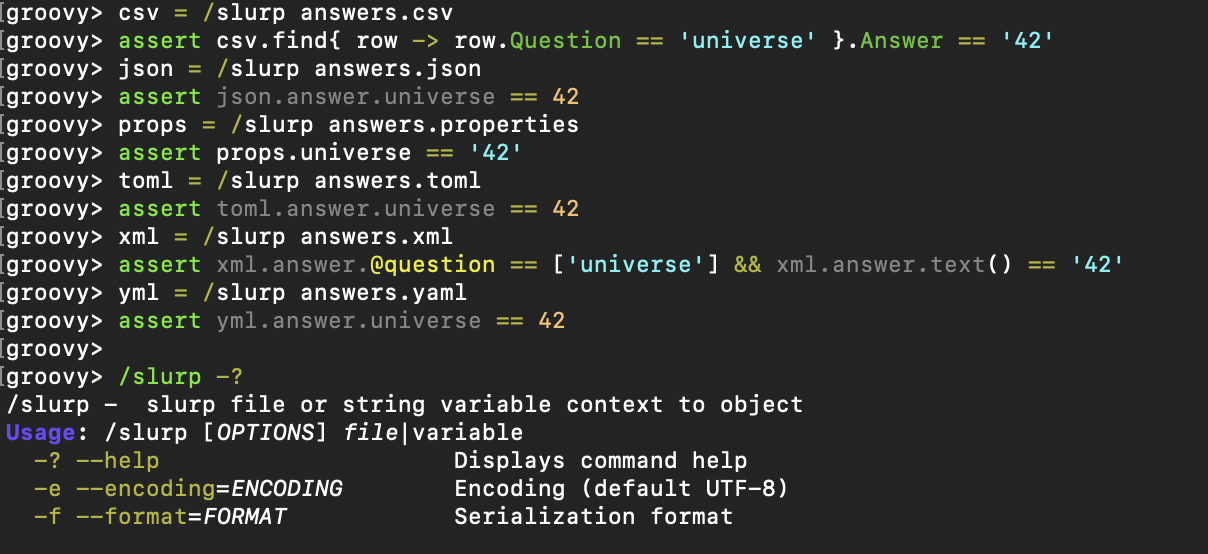 groovy> csv = /slurp answers.csv
groovy> assert csv.find{ row -> row.Question == 'universe' }.Answer == '42'
groovy> json = /slurp answers.json
groovy> assert json.answer.universe == 42
groovy> props = /slurp answers.properties
groovy> assert props.universe == '42'
groovy> toml = /slurp answers.toml
groovy> assert toml.answer.universe == 42
groovy> xml = /slurp answers.xml
groovy> assert xml.answer.@question == ['universe'] && xml.answer.text() == '42'
groovy> yml = /slurp answers.yaml
groovy> assert yml.answer.universe == 42
groovy>
groovy> /slurp -?
/slurp -  slurp file or string variable context to object
Usage: /slurp [OPTIONS] file|variable
  -? --help                     Displays command help
  -e --encoding=ENCODING        Encoding (default UTF-8)
  -f --format=FORMAT            Serialization format